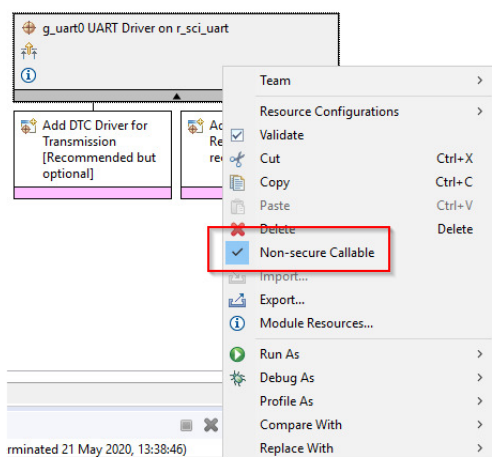 g_uart0 UART Driver on r_sci_uart
Add DTC Driver for
Transmission
[Recommended but
optional]
Team
Resource Configurations
Validate
Cut Ctrl+X
Copy Ctrl+C
Paste Ctrl+V
Delete Delete
Non-secure Callable
Import...
Export...
Module Resources...
Run As
Debug As
Profile As
Compare With
Replace With
rminated 21 May 2020, 13:38:46)